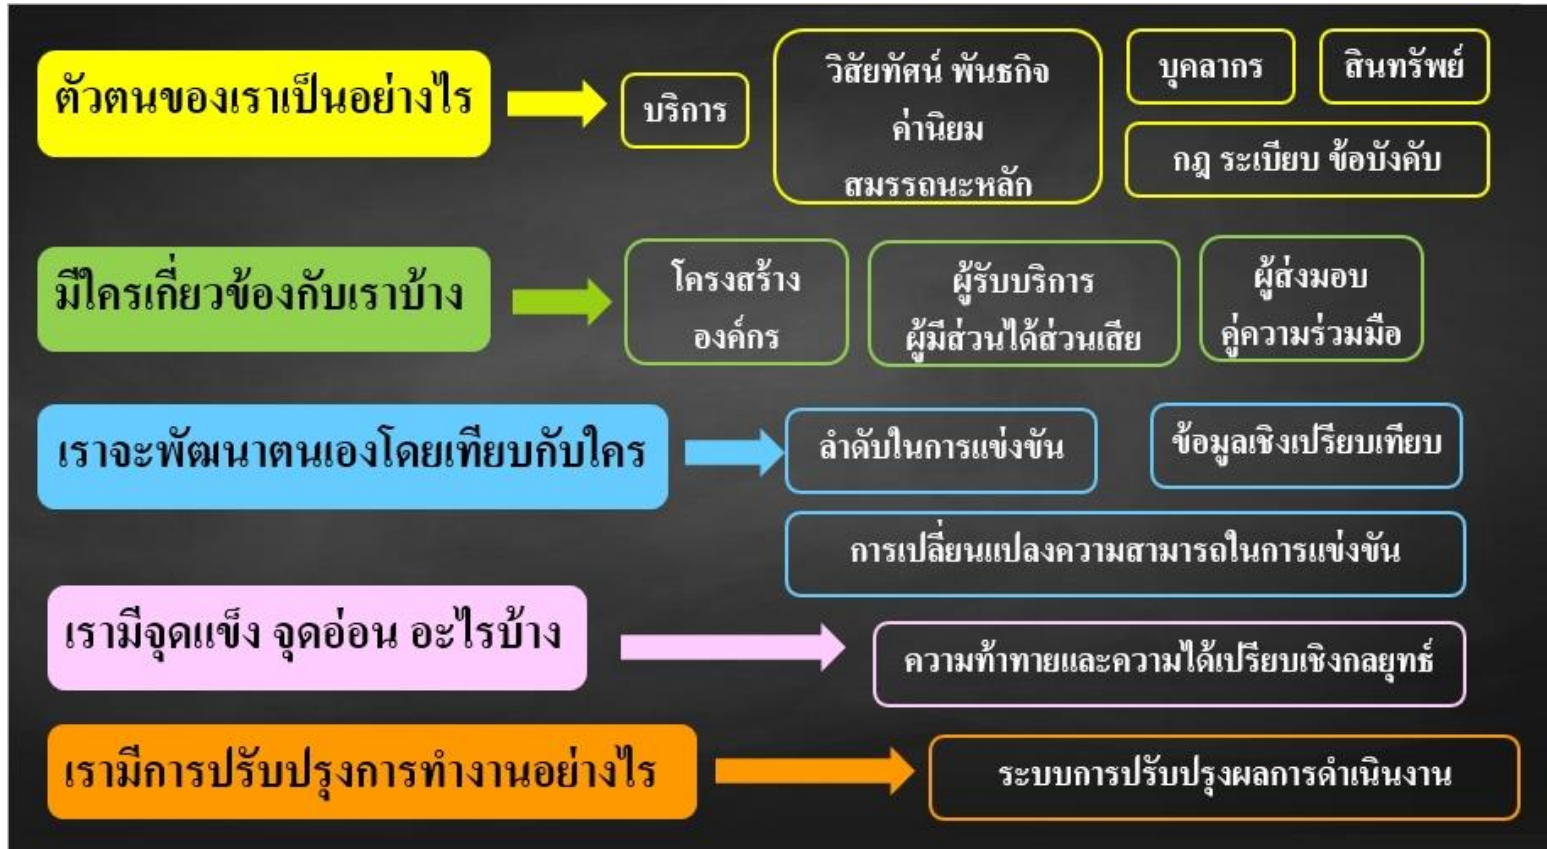 ตัวตนของเราเป็นอย่างไร
บริการ
วิสัยทัศน์ พันธกิจ
ค่านิยม
สมรรถนะหลัก
บุคลากร
สินทรัพย์
กฎ ระเบียบ ข้อบังคับ
มีใครเกี่ยวข้องกับเราบ้าง
โครงสร้าง
องค์กร
ผู้รับบริการ
ผู้มีส่วนได้ส่วนเสีย
ผู้ส่งมอบ
คู่ความร่วมมือ
เราจะพัฒนาตนเองโดยเทียบกับใคร
ลำดับในการแข่งขัน
ข้อมูลเชิงเปรียบเทียบ
การเปลี่ยนแปลงความสามารถในการแข่งขัน
เรามีจุดแข็ง จุดอ่อน อะไรบ้าง
ความท้าทายและความได้เปรียบเชิงกลยุทธ์
เรามีการปรับปรุงการทำงานอย่างไร
ระบบการปรับปรุงผลการดำเนินงาน